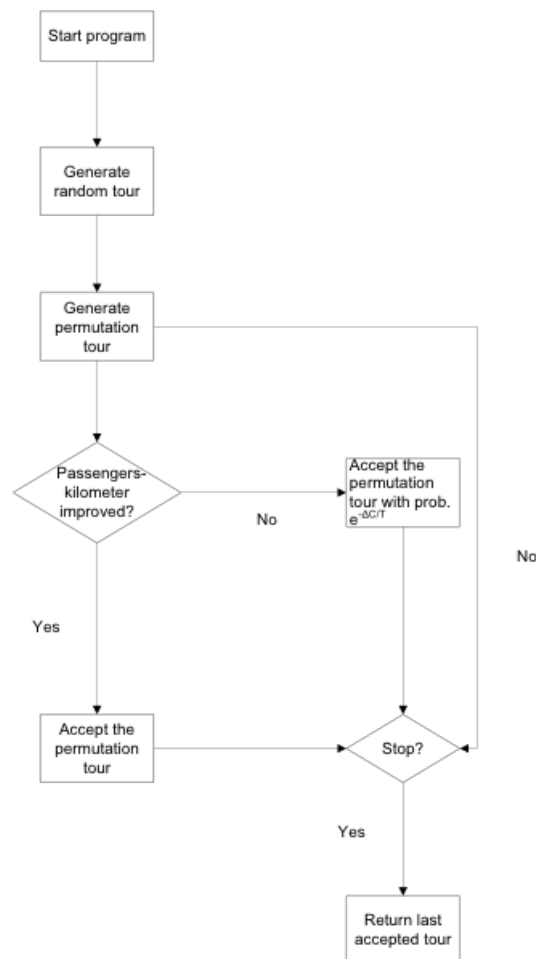 Start program
Generate
random tour
Generate
permutation
tour
Passengers-
kilometer
improved?
No
Accept the
permutation
tour with prob.
e^-ΔC/T
No
Yes
Accept the
permutation
tour
Stop?
Yes
Return last
accepted tour